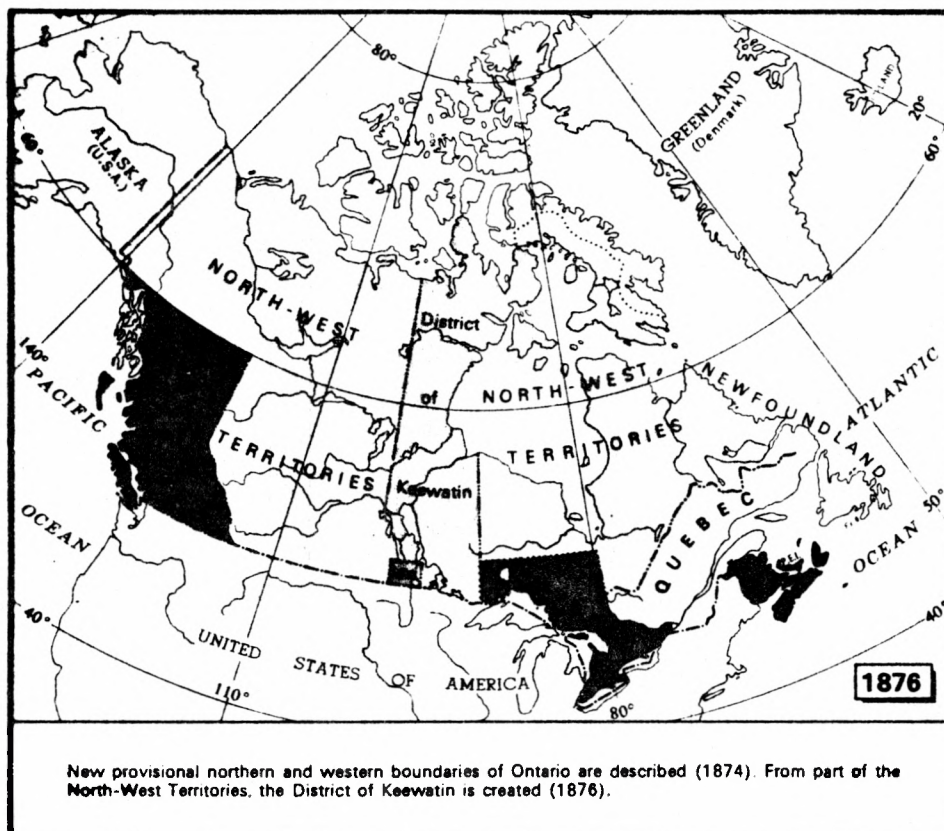 80°
ALASKA
(U.S.A.)
60°
GREENLAND
(Denmark)
20°
60°
NORTH-WEST
District
140°
PACIFIC
of
NORTH-WEST
NEWFOUNDLAND
ATLANTIC
TERRITORIES
TERRITORIES
Keewatin
QUEBEC
50°
OCEAN
OCEAN
P.E.I.
40°
40°
UNITED STATES OF AMERICA
110°
80°
1876
New provisional northern and western boundaries of Ontario are described (1874). From part of the
North-West Territories, the District of Keewatin is created (1876).